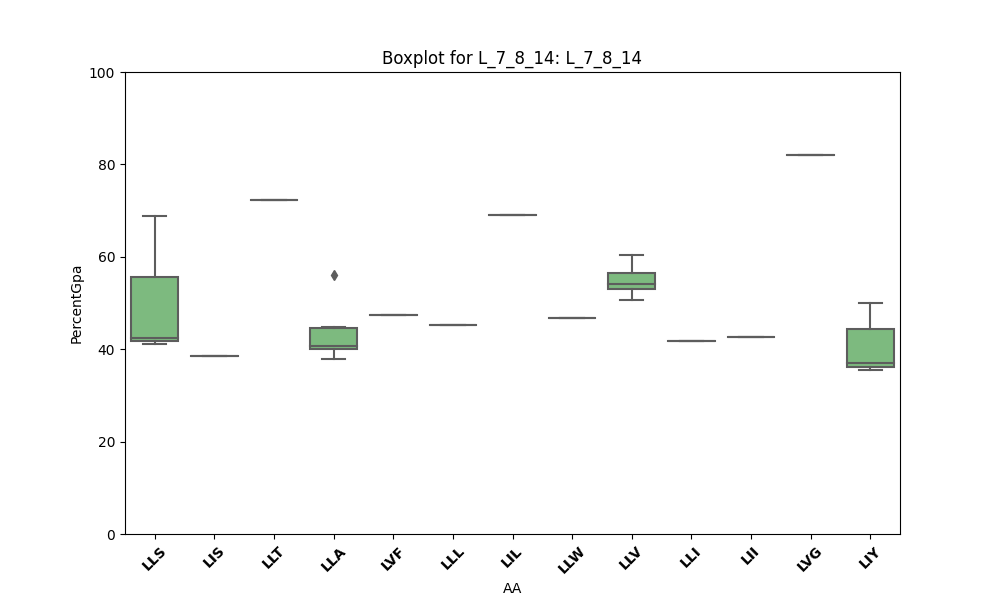 Boxplot for L_7_8_14: L_7_8_14
100
80
60
40
20
0
PercentGpa
LLS LIS LLT LLA LVF LLL LIL LLW LLV LLI LII LVG LIY
AA